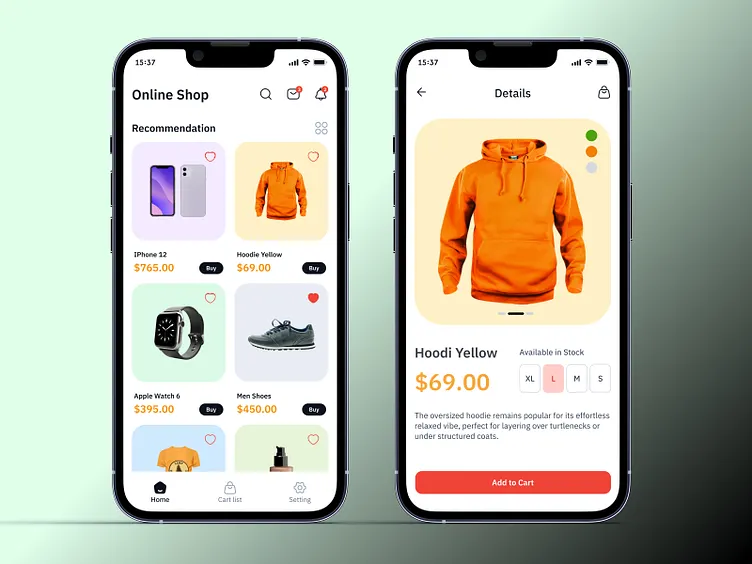 15:37
Online Shop
Recommendation
IPhone 12
$765.00 Buy
Hoodie Yellow
$69.00 Buy
Apple Watch 6
$395.00 Buy
Men Shoes
$450.00 Buy
Home Cart list Setting
15:37
Details
Hoodi Yellow
$69.00
Available in Stock
XL L M S
The oversized hoodie remains popular for its effortless
relaxed vibe, perfect for layering over turtlenecks or
under structured coats.
Add to Cart